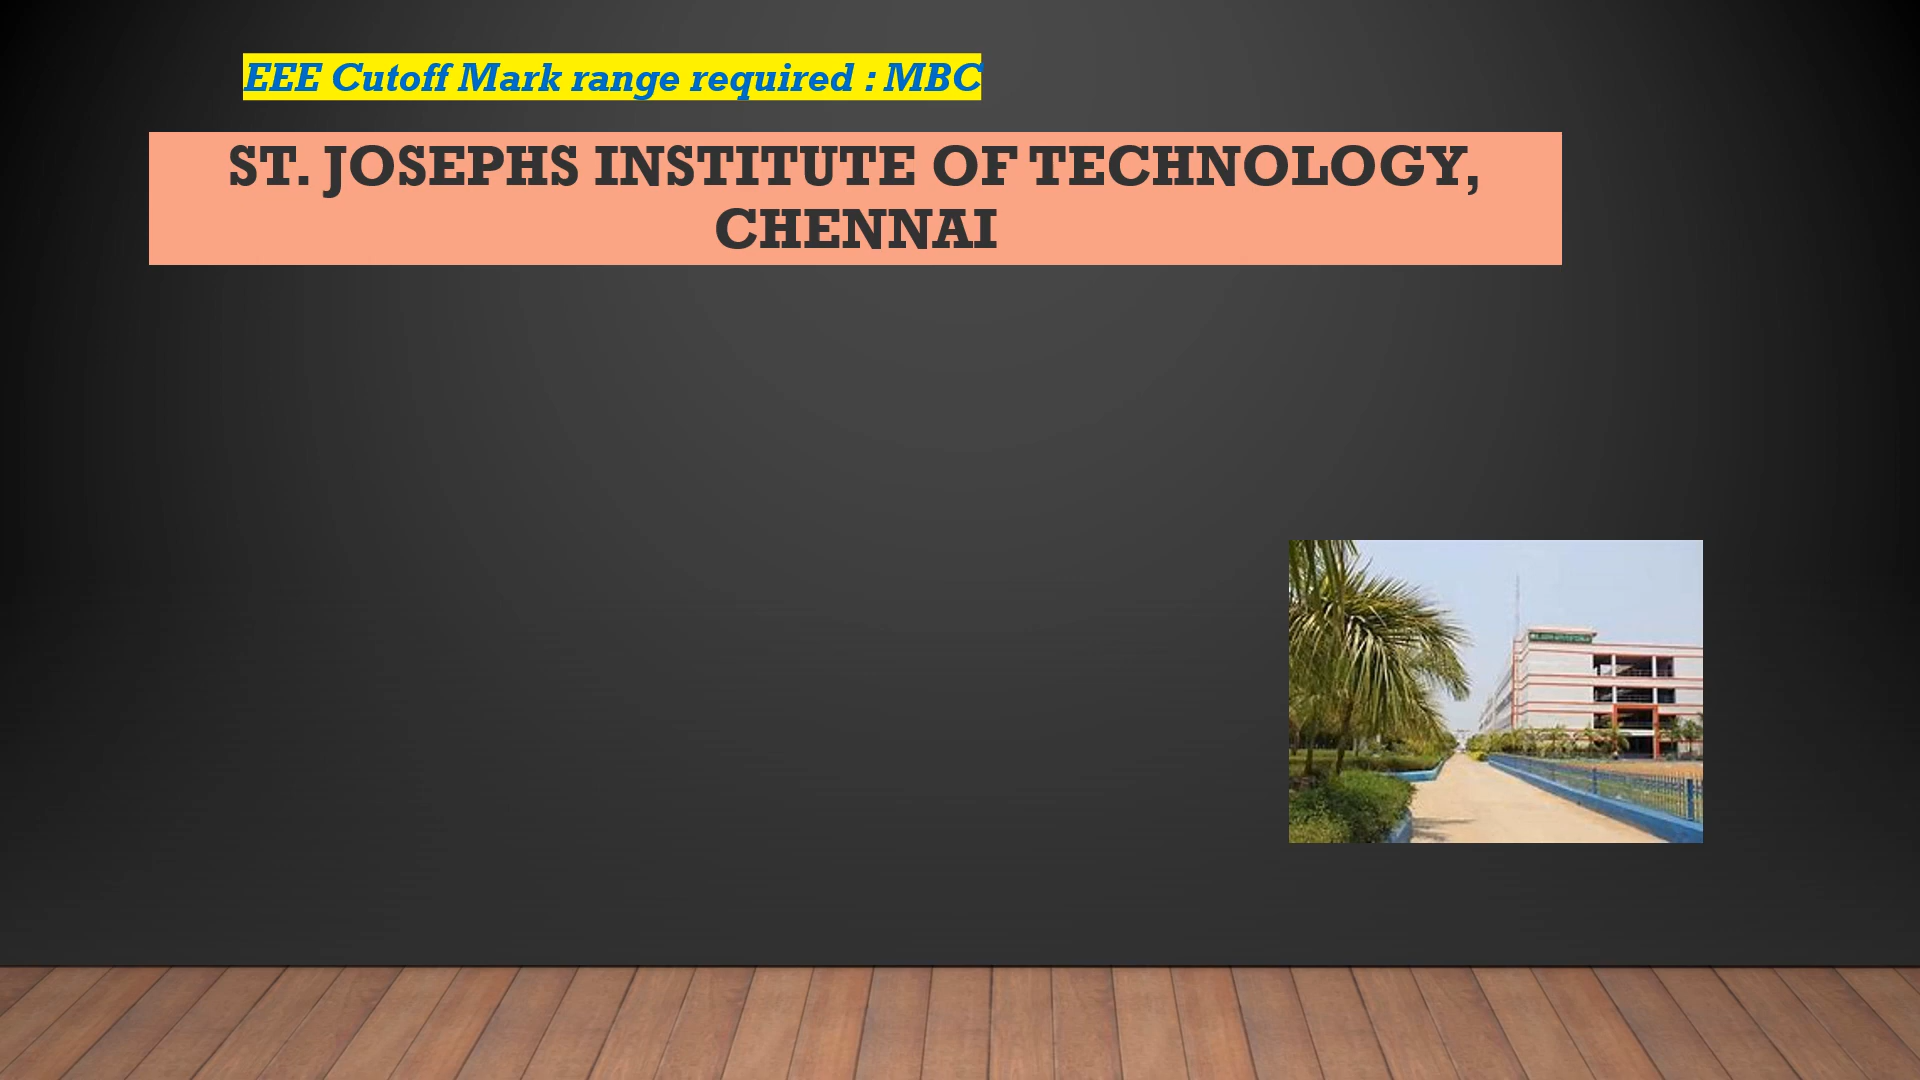 EEE Cutoff Mark range required : MBC
ST. JOSEPHS INSTITUTE OF TECHNOLOGY,
CHENNAI